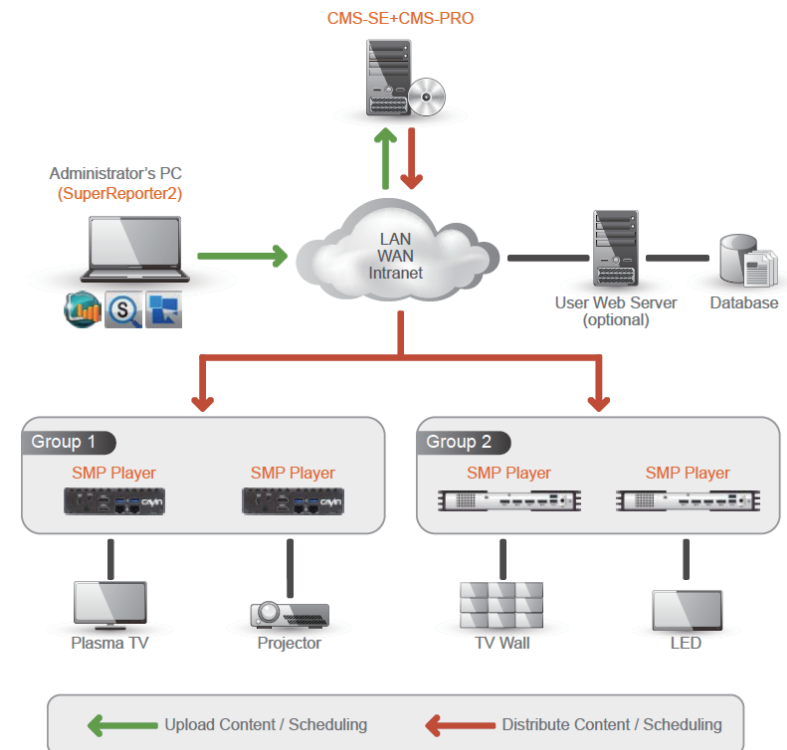 CMS-SE+CMS-PRO
Administrator's PC
(SuperReporter2)
S
LAN
WAN
Intranet
User Web Server
(optional)
Database
Group 1
SMP Player
SMP Player
CAYIN
CAYIN
Group 2
SMP Player
SMP Player
Plasma TV
Projector
TV Wall
LED
Upload Content / Scheduling
Distribute Content / Scheduling